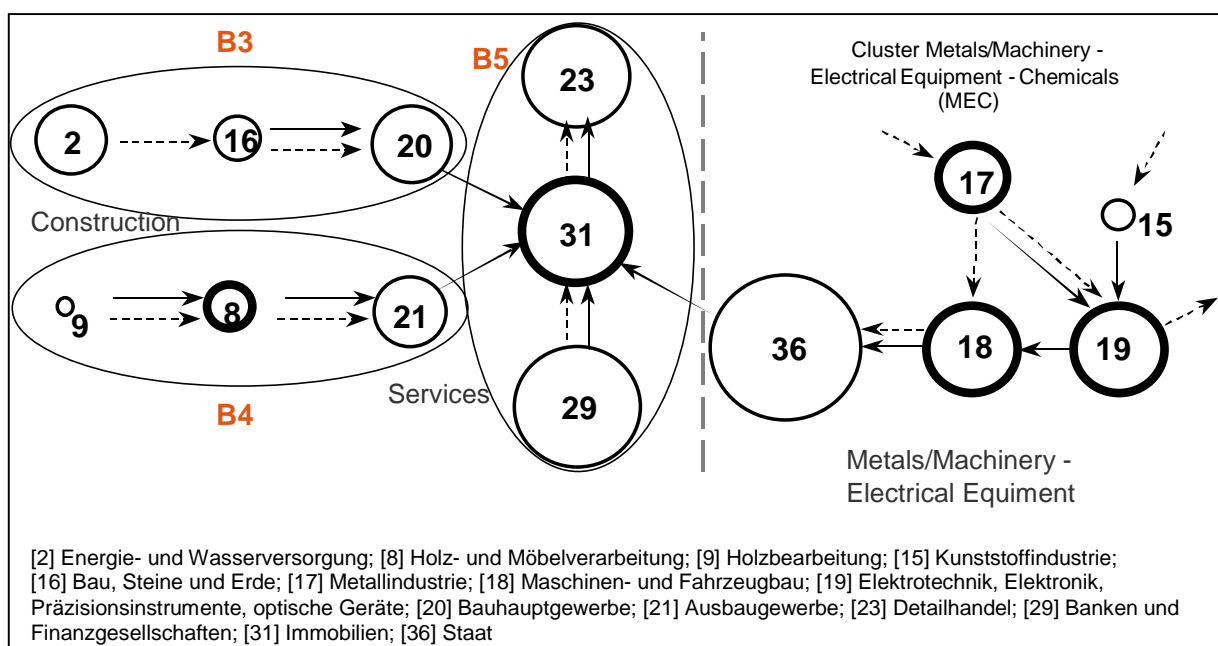 B3
B5
Cluster Metals/Machinery -
Electrical Equipment - Chemicals
(MEC)
23
2
16
20
17
15
Construction
31
9
8
21
36
18
19
Services
29
B4
Metals/Machinery -
Electrical Equiment
[2] Energie- und Wasserversorgung; [8] Holz- und Möbelverarbeitung; [9] Holzbearbeitung; [15] Kunststoffindustrie;
[16] Bau, Steine und Erde; [17] Metallindustrie; [18] Maschinen- und Fahrzeugbau; [19] Elektrotechnik, Elektronik,
Präzisionsinstrumente, optische Geräte; [20] Bauhauptgewerbe; [21] Ausbaugewerbe; [23] Detailhandel; [29] Banken und
Finanzgesellschaften; [31] Immobilien; [36] Staat